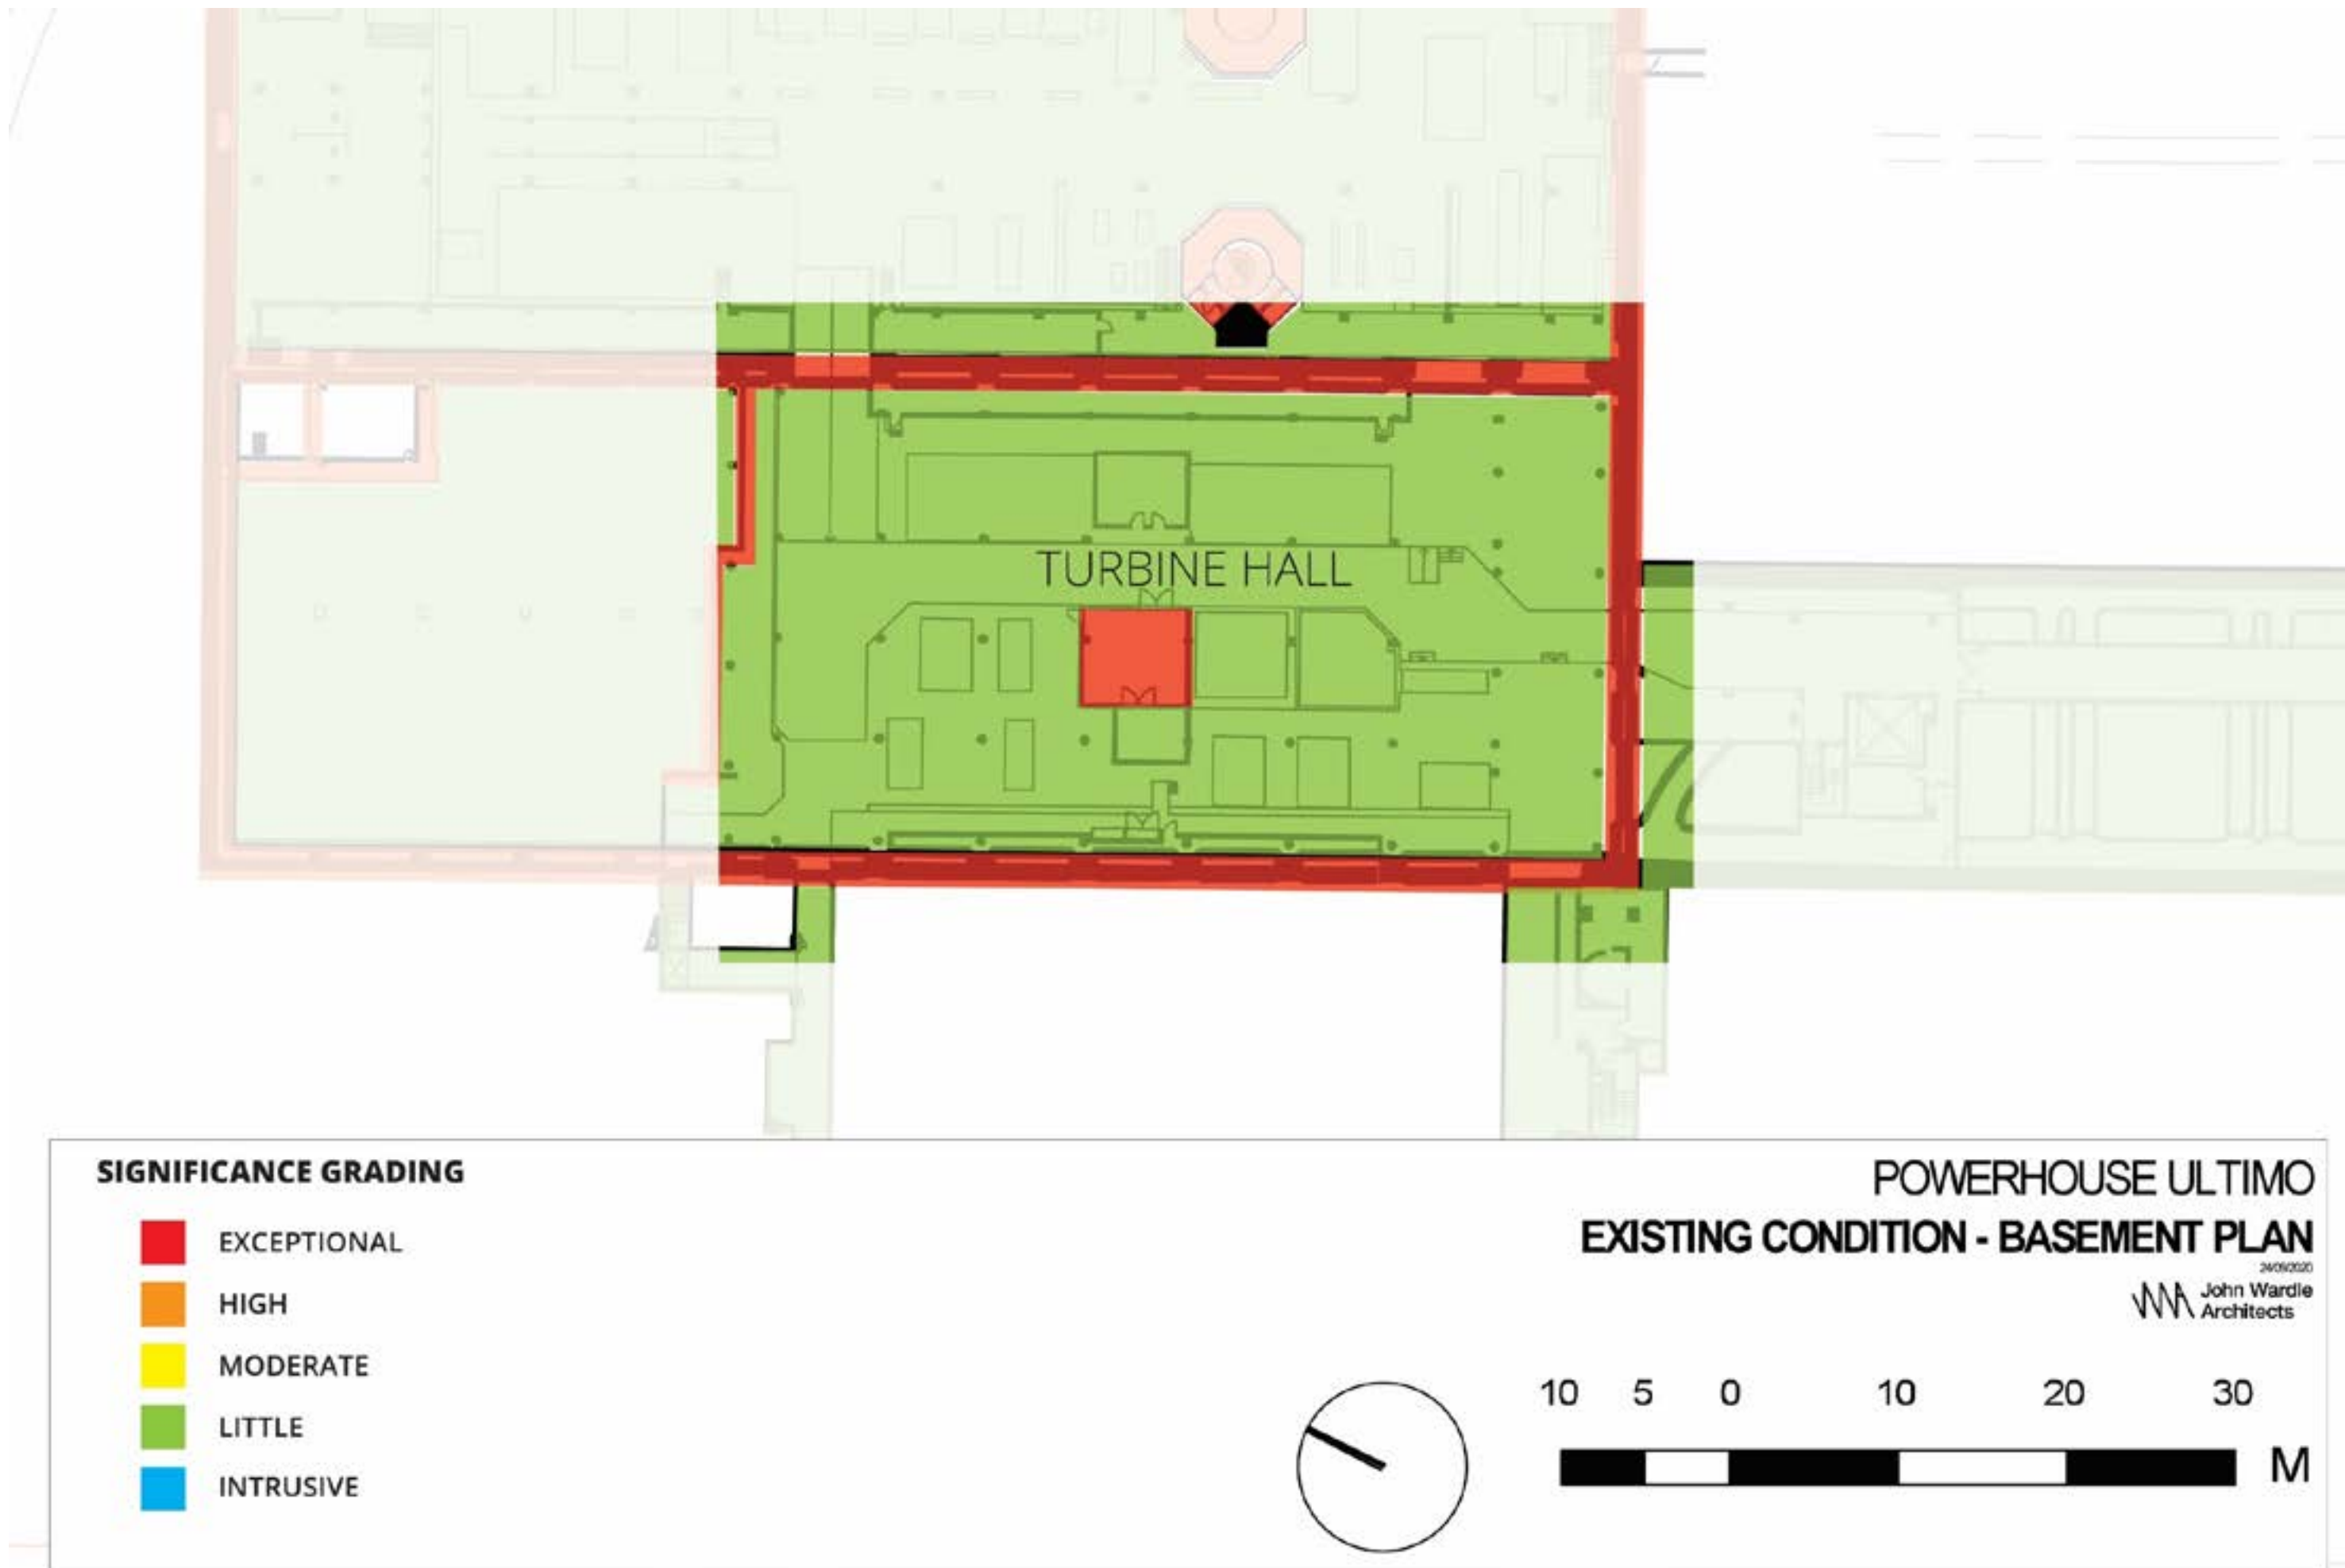 TURBINE HALL
SIGNIFICANCE GRADING
EXCEPTIONAL
HIGH
MODERATE
LITTLE
INTRUSIVE
POWERHOUSE ULTIMO
EXISTING CONDITION - BASEMENT PLAN
John Wardle
Architects
10 5 0 10 20 30
M